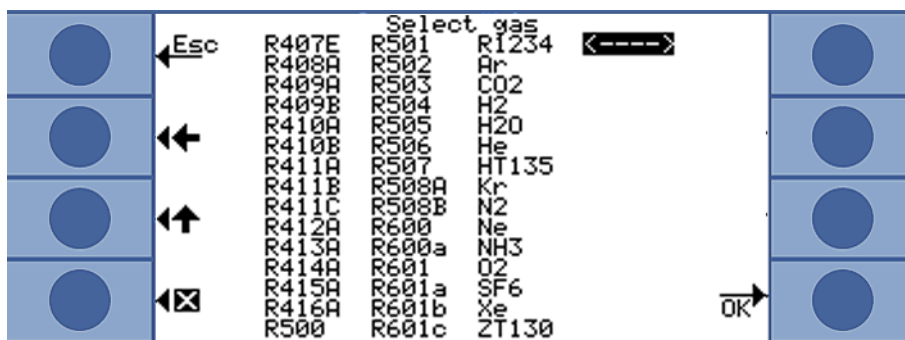 Select gas
Esc R407E R501 R1234 <---->
R408A R502 Ar
R409A R503 CO2
R409B R504 H2
R410A R505 H2O
R410B R506 He
R411A R507 HT135
R411B R508A Kr
R411C R508B N2
R412A R600 Ne
R413A R600a NH3
R414A R601 O2
R415A R601a SF6
R416A R601b Xe
R500 R601c ZT130
OK